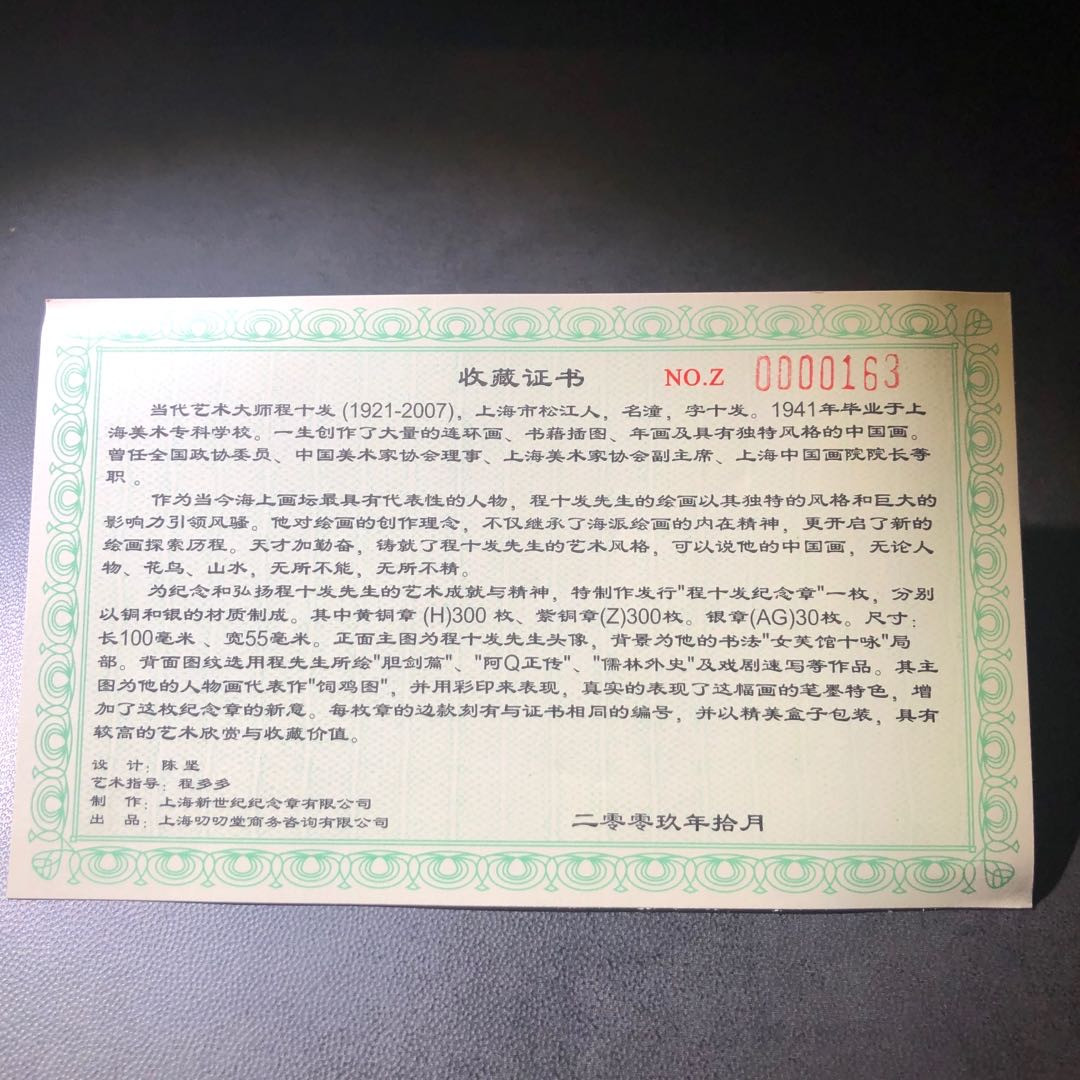 收藏证书 NO.Z 0000163
当代艺术大师程十发 (1921-2007)，上海市松江人，名潼，字十发。1941年毕业于上
海美术专科学校。一生创作了大量的连环画、书籍插图、年画及具有独特风格的中国画。
曾任全国政协委员、中国美术家协会理事、上海美术家协会副主席、上海中国画院院长等
职 。
作为当今海上画坛最具有代表性的人物，程十发先生的绘画以其独特的风格和巨大的
影响力引领风骚。他对绘画的创作理念，不仅继承了海派绘画的内在精神，更开启了新的
绘画探索历程。天才加勤奋，铸就了程十发先生的艺术风格，可以说他的中国画，无论人
物、花鸟、山水，无所不能，无所不精。
为纪念和弘扬程十发先生的艺术成就与精神，特制作发行"程十发纪念章"一枚，分别
以铜和银的材质制成。其中黄铜章 (H)300 枚、紫铜章(Z)300枚。银章(AG)30枚。尺寸：
长100毫米 、宽55毫米。正面主图为程十发先生头像，背景为他的书法"女芙馆十咏"局
部。背面图纹选用程先生所绘"胆剑篇"、"阿Q正传"、"儒林外史"及戏剧速写等作品。其主
图为他的人物画代表作"饲鸡图"，并用彩印来表现，真实的表现了这幅画的笔墨特色，增
加了这枚纪念章的新意。每枚章的边款刻有与证书相同的编号，并以精美盒子包装，具有
较高的艺术欣赏与收藏价值。
设 计：陈 坚
艺术指导：程多多
制 作：上海新世纪纪念章有限公司
出 品：上海叨叨堂商务咨询有限公司
二零零玖年拾月